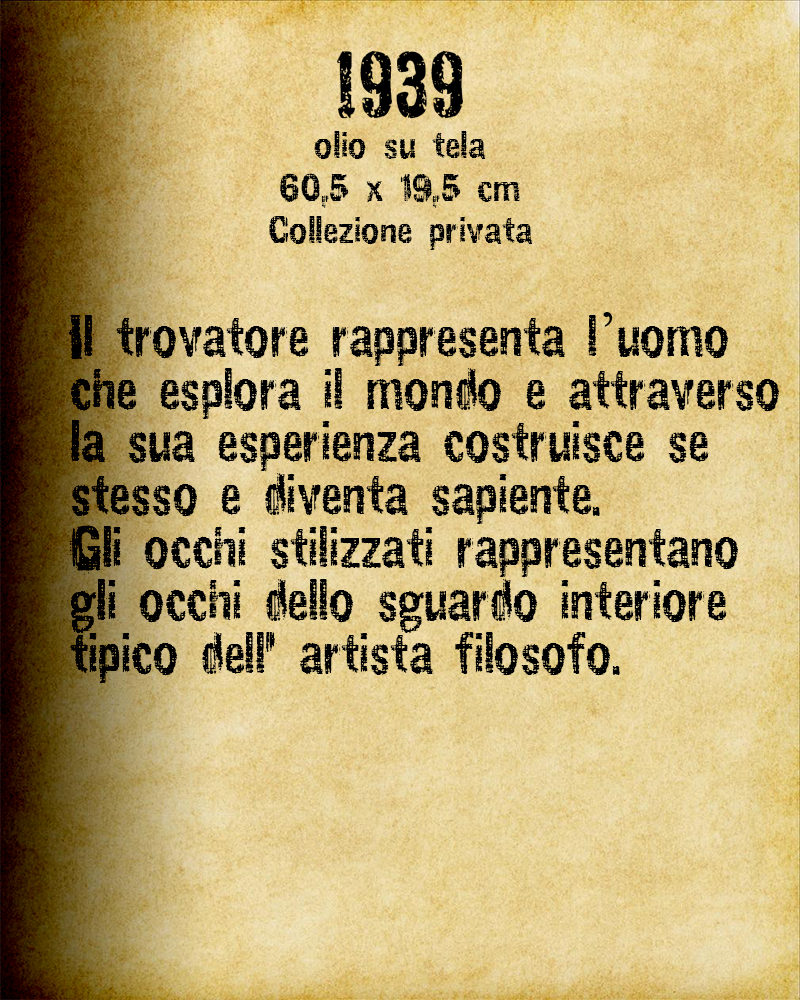 1939
olio su tela
60,5 x 19,5 cm
Collezione privata
Il trovatore rappresenta l’uomo
che esplora il mondo e attraverso
la sua esperienza costruisce se
stesso e diventa sapiente.
Gli occhi stilizzati rappresentano
gli occhi dello sguardo interiore
tipico dell' artista filosofo.